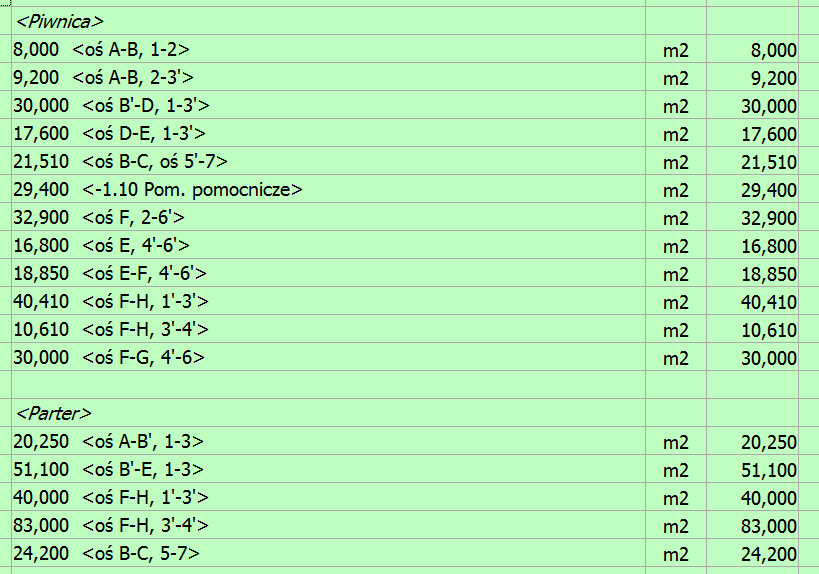 <Piwnica>
8,000 <oś A-B, 1-2> m2 8,000
9,200 <oś A-B, 2-3'> m2 9,200
30,000 <oś B'-D, 1-3'> m2 30,000
17,600 <oś D-E, 1-3'> m2 17,600
21,510 <oś B-C, oś 5'-7> m2 21,510
29,400 <-1.10 Pom. pomocnicze> m2 29,400
32,900 <oś F, 2-6'> m2 32,900
16,800 <oś E, 4'-6'> m2 16,800
18,850 <oś E-F, 4'-6'> m2 18,850
40,410 <oś F-H, 1'-3'> m2 40,410
10,610 <oś F-H, 3'-4'> m2 10,610
30,000 <oś F-G, 4'-6> m2 30,000
<Parter>
20,250 <oś A-B', 1-3> m2 20,250
51,100 <oś B'-E, 1-3> m2 51,100
40,000 <oś F-H, 1'-3'> m2 40,000
83,000 <oś F-H, 3'-4'> m2 83,000
24,200 <oś B-C, 5-7> m2 24,200